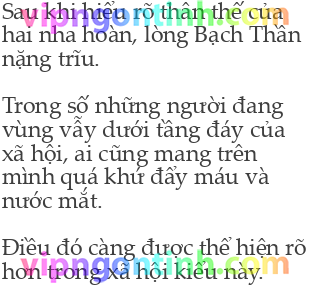 Sau khi hiểu rõ thân thế của
vipngontinh.com
hai nha hoàn, lòng Bạch Thân
nặng trĩu.
Trong số những người đang
vùng vẫy dưới tầng đáy của
xã hội, ai cũng mang trên
mình quá khứ đẫy máu và
nước mắt.
Điều đó càng được thể hiện rõ
vipngontinh.com
hơn trong xã hội kiểu này.